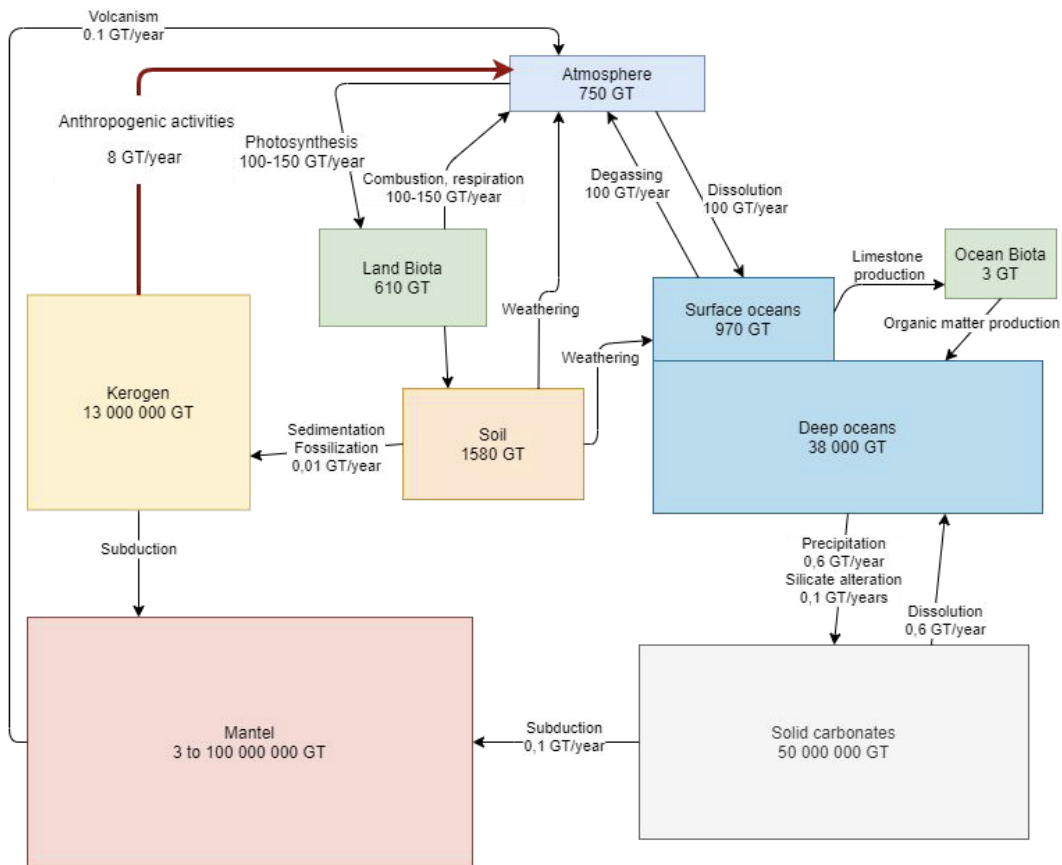 Volcanism
0.1 GT/year
Atmosphere
750 GT
Anthropogenic activities
8 GT/year
Photosynthesis
100-150 GT/year
Combustion, respiration
100-150 GT/year
Degassing
100 GT/year
Dissolution
100 GT/year
Land Biota
610 GT
Limestone
production
Ocean Biota
3 GT
Weathering
Surface oceans
970 GT
Organic matter production
Weathering
Kerogen
13 000 000 GT
Sedimentation
Fossilization
0,01 GT/year
Soil
1580 GT
Deep oceans
38 000 GT
Subduction
Precipitation
0,6 GT/year
Silicate alteration
0,1 GT/years
Dissolution
0,6 GT/year
Mantel
3 to 100 000 000 GT
Subduction
0,1 GT/year
Solid carbonates
50 000 000 GT